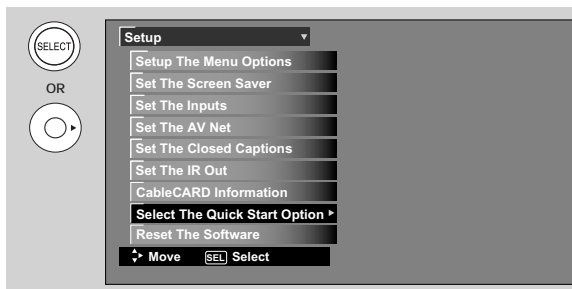 SELECT
OR
Setup
Setup The Menu Options
Set The Screen Saver
Set The Inputs
Set The AV Net
Set The Closed Captions
Set The IR Out
CableCARD Information
Select The Quick Start Option
Reset The Software
Move SEL Select